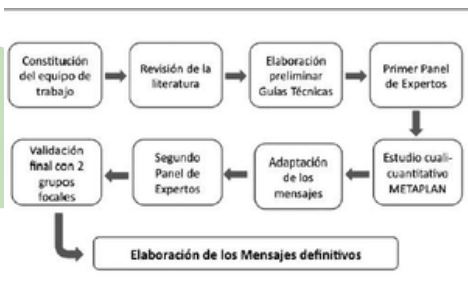 Constitución
del equipo de
trabajo
Revisión de la
literatura
Elaboración
preliminar
Guías Técnicas
Primer Panel
de Expertos
Estudio cuali-
cuantitativo
METAPLAN
Adaptación
de los
mensajes
Segundo
Panel de
Expertos
Validación
final con 2
grupos
focales
Elaboración de los Mensajes definitivos